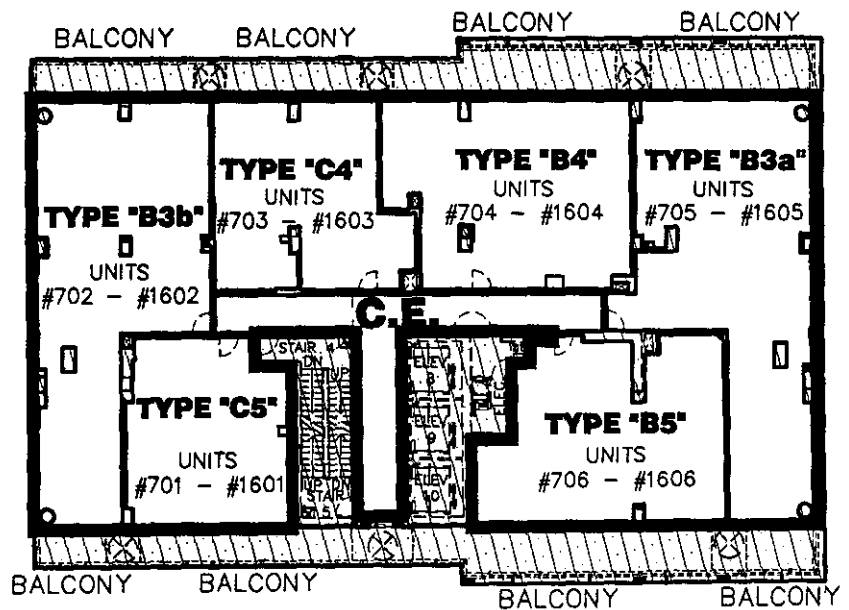 BALCONY
BALCONY
BALCONY
BALCONY
TYPE "C4"
UNITS
#703 - #1603
TYPE "B4"
UNITS
#704 - #1604
TYPE "B3a"
UNITS
#705 - #1605
TYPE "B3b"
UNITS
#702 - #1602
C.E.
STAIR 4
DN
UP
ELEV
8
ELEC
TYPE "C5"
UNITS
#701 - #1601
ELEV
9
TYPE "B5"
UNITS
#706 - #1606
UP DN
STAIR
5
ELEV
10
BALCONY
BALCONY
BALCONY
BALCONY